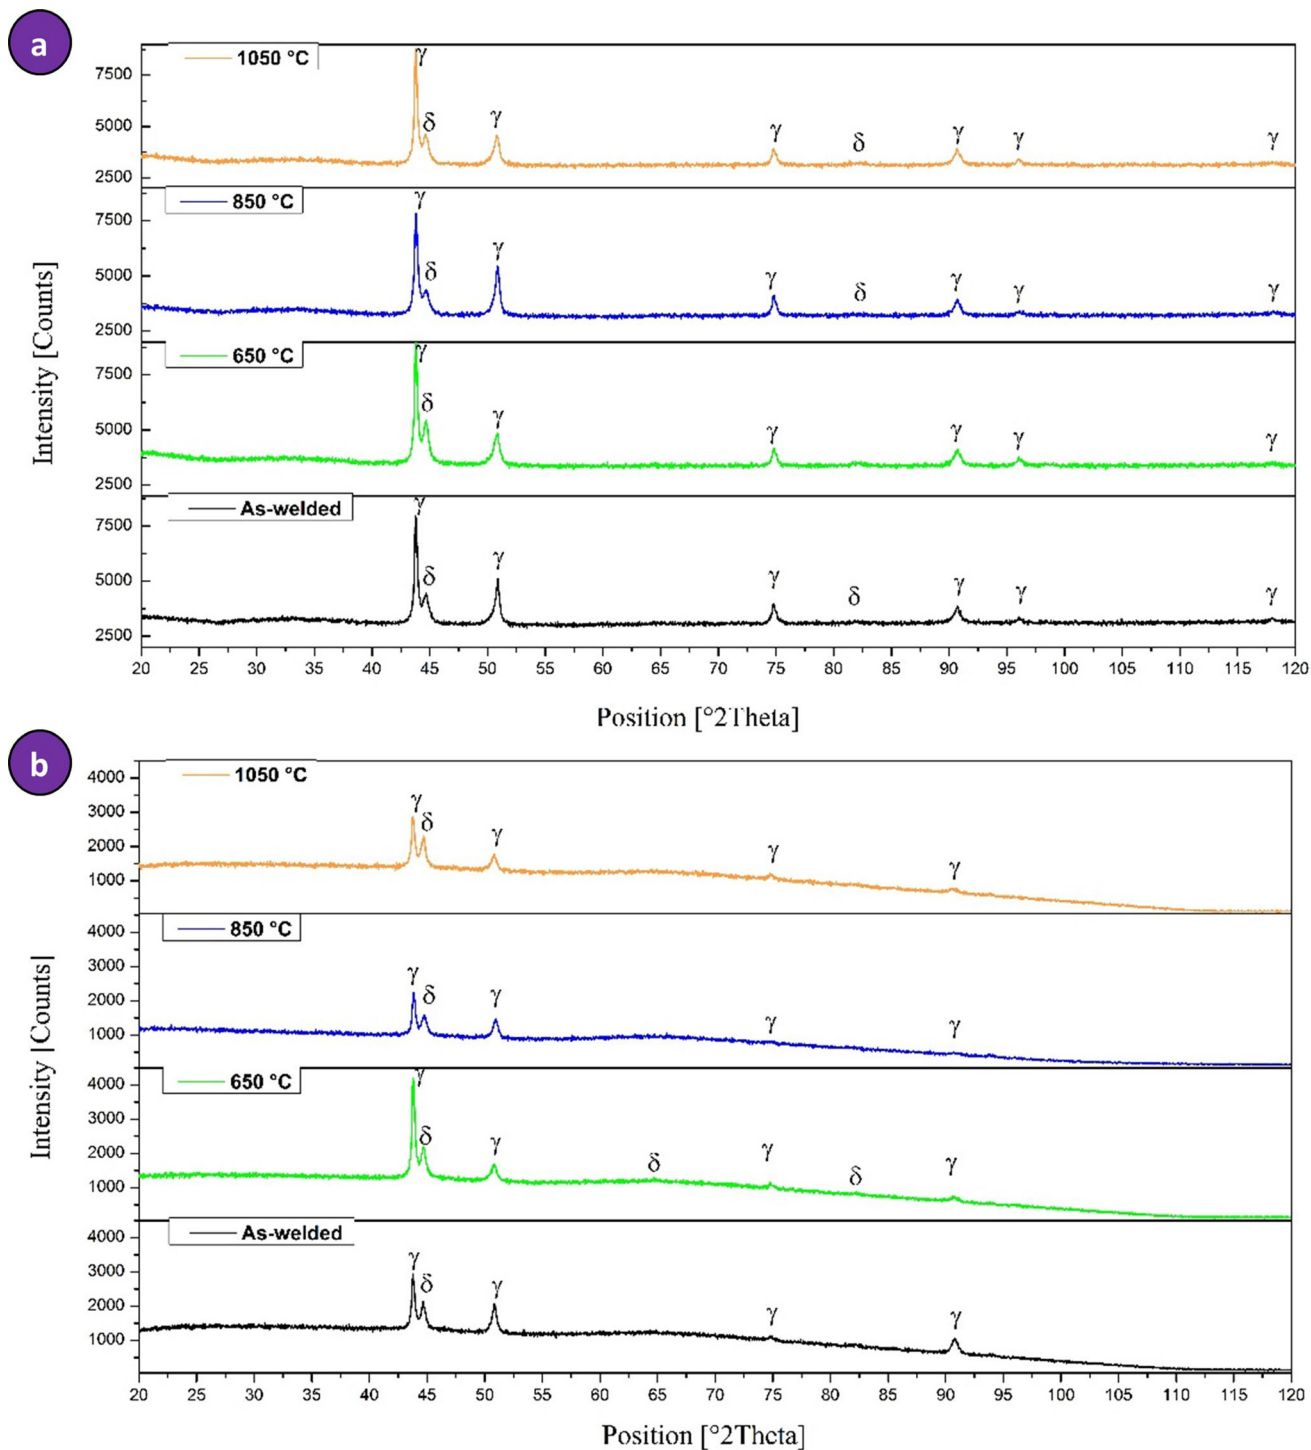 a
1050 °C
γ
δ
γ
γ
δ
γ
γ
γ
7500
5000
2500
850 °C
γ
δ
γ
γ
δ
γ
γ
γ
7500
5000
2500
650 °C
γ
δ
γ
γ
γ
γ
γ
7500
5000
2500
As-welded
γ
δ
γ
γ
δ
γ
γ
γ
7500
5000
2500
20 25 30 35 40 45 50 55 60 65 70 75 80 85 90 95 100 105 110 115 120
Intensity [Counts]
Position [°2Theta]
b
1050 °C
γ
δ
γ
γ
γ
4000
3000
2000
1000
850 °C
γ
δ
γ
γ
γ
4000
3000
2000
1000
650 °C
γ
δ
γ
δ
γ
δ
γ
4000
3000
2000
1000
As-welded
γ
δ
γ
γ
γ
4000
3000
2000
1000
20 25 30 35 40 45 50 55 60 65 70 75 80 85 90 95 100 105 110 115 120
Intensity [Counts]
Position [°2Theta]